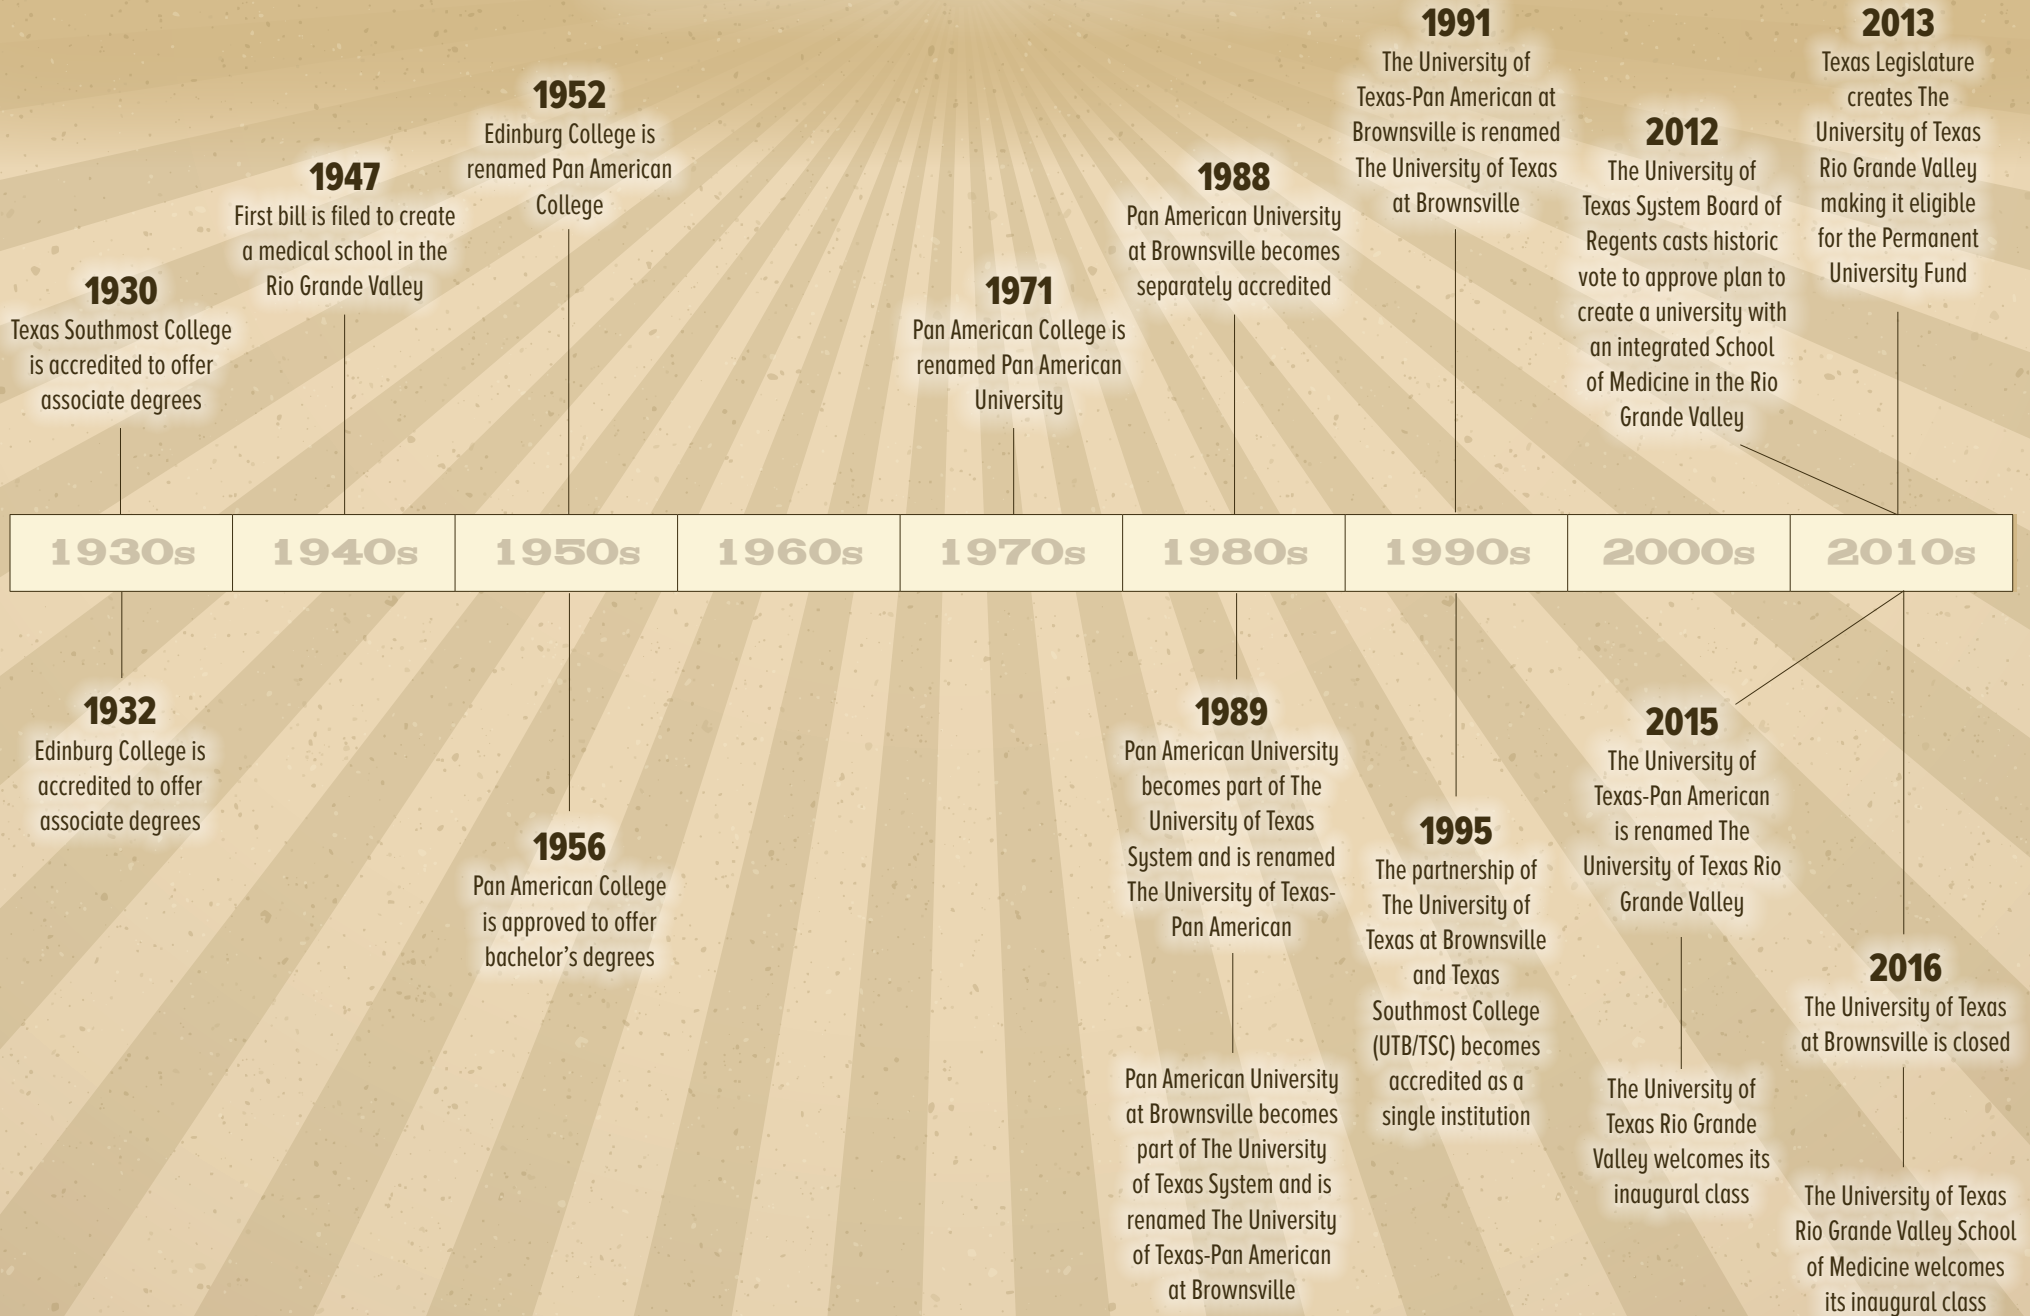 1930
Texas Southmost College
is accredited to offer
associate degrees
1947
First bill is filed to create
a medical school in the
Rio Grande Valley
1952
Edinburg College is
renamed Pan American
College
1971
Pan American College is
renamed Pan American
University
1988
Pan American University
at Brownsville becomes
separately accredited
1991
The University of
Texas-Pan American at
Brownsville is renamed
The University of Texas
at Brownsville
2012
The University of
Texas System Board of
Regents casts historic
vote to approve plan to
create a university with
an integrated School
of Medicine in the Rio
Grande Valley
2013
Texas Legislature
creates The
University of Texas
Rio Grande Valley
making it eligible
for the Permanent
University Fund
1930s
1940s
1950s
1960s
1970s
1980s
1990s
2000s
2010s
1932
Edinburg College is
accredited to offer
associate degrees
1956
Pan American College
is approved to offer
bachelor's degrees
1989
Pan American University
becomes part of The
University of Texas
System and is renamed
The University of Texas-
Pan American
Pan American University
at Brownsville becomes
part of The University
of Texas System and is
renamed The University
of Texas-Pan American
at Brownsville
1995
The partnership of
The University of
Texas at Brownsville
and Texas
Southmost College
(UTB/TSC) becomes
accredited as a
single institution
2015
The University of
Texas-Pan American
is renamed The
University of Texas Rio
Grande Valley
The University of
Texas Rio Grande
Valley welcomes its
inaugural class
2016
The University of Texas
at Brownsville is closed
The University of Texas
Rio Grande Valley School
of Medicine welcomes
its inaugural class